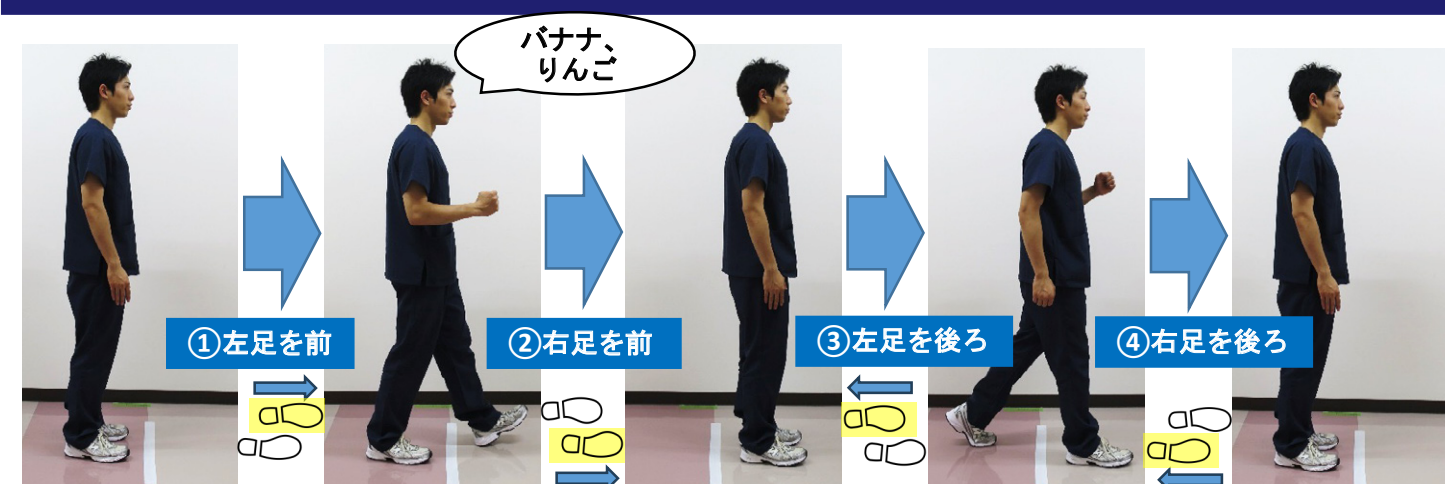 バナナ、
りんご
①左足を前
②右足を前
③左足を後ろ
④右足を後ろ